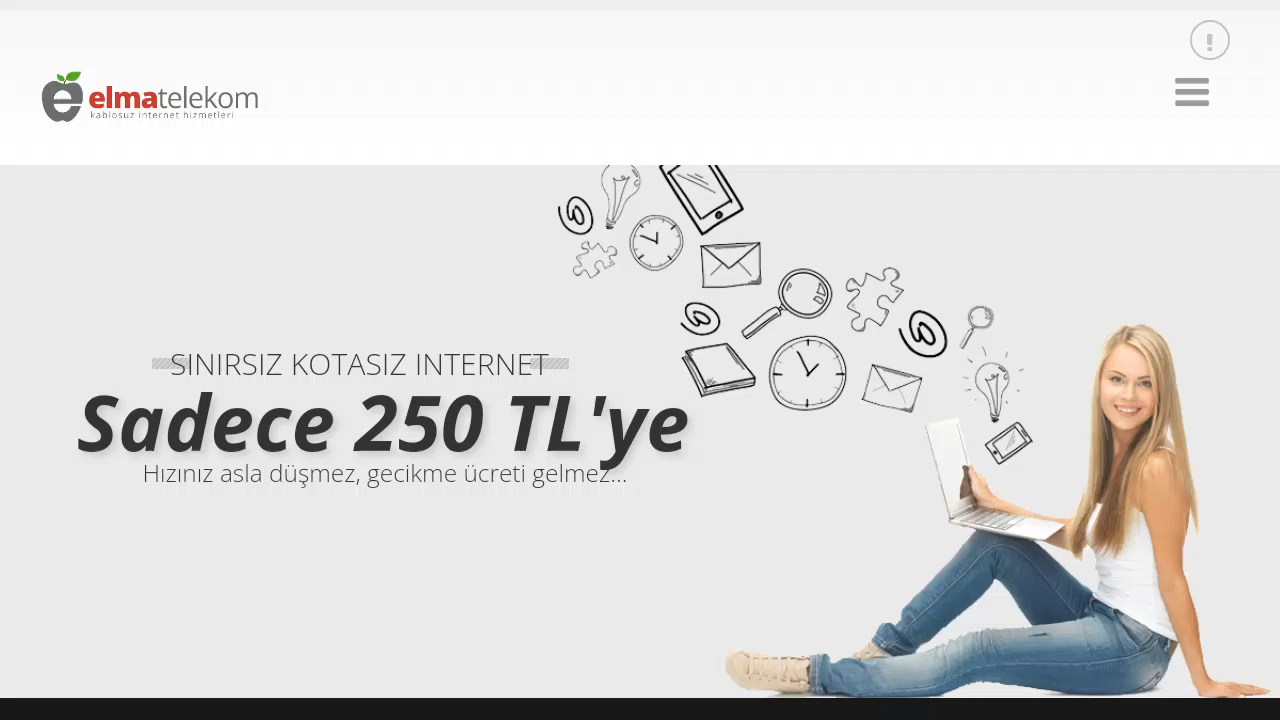 elmatelekom
kablosuz internet hizmetleri
SINIRSIZ KOTASIZ INTERNET
Sadece 250 TL'ye
Hızınız asla düşmez, gecikme ücreti gelmez...